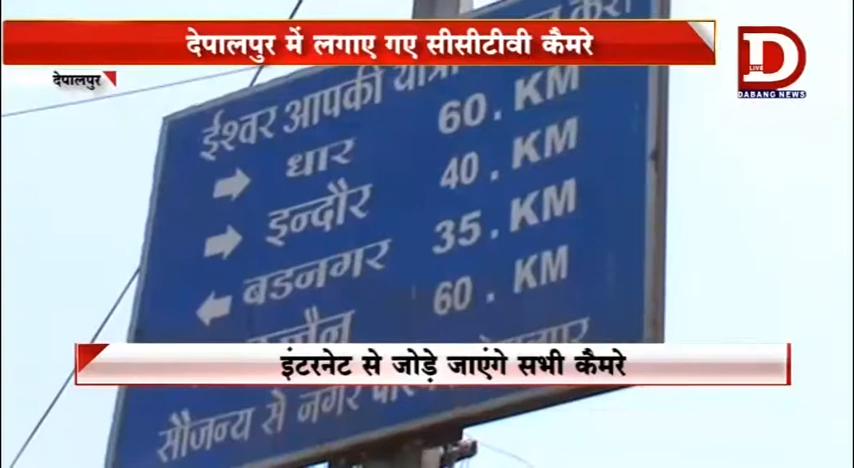 देपालपुर में लगाए गए सीसीटीवी कैमरे
D
LIVE
DABANG NEWS
देपालपुर
ईश्वर आपकी
धार 60. KM
इन्दौर 40. KM
बडनगर 35. KM
60. KM
इंटरनेट से जोड़े जाएंगे सभी कैमरे
सौजन्य से नगर